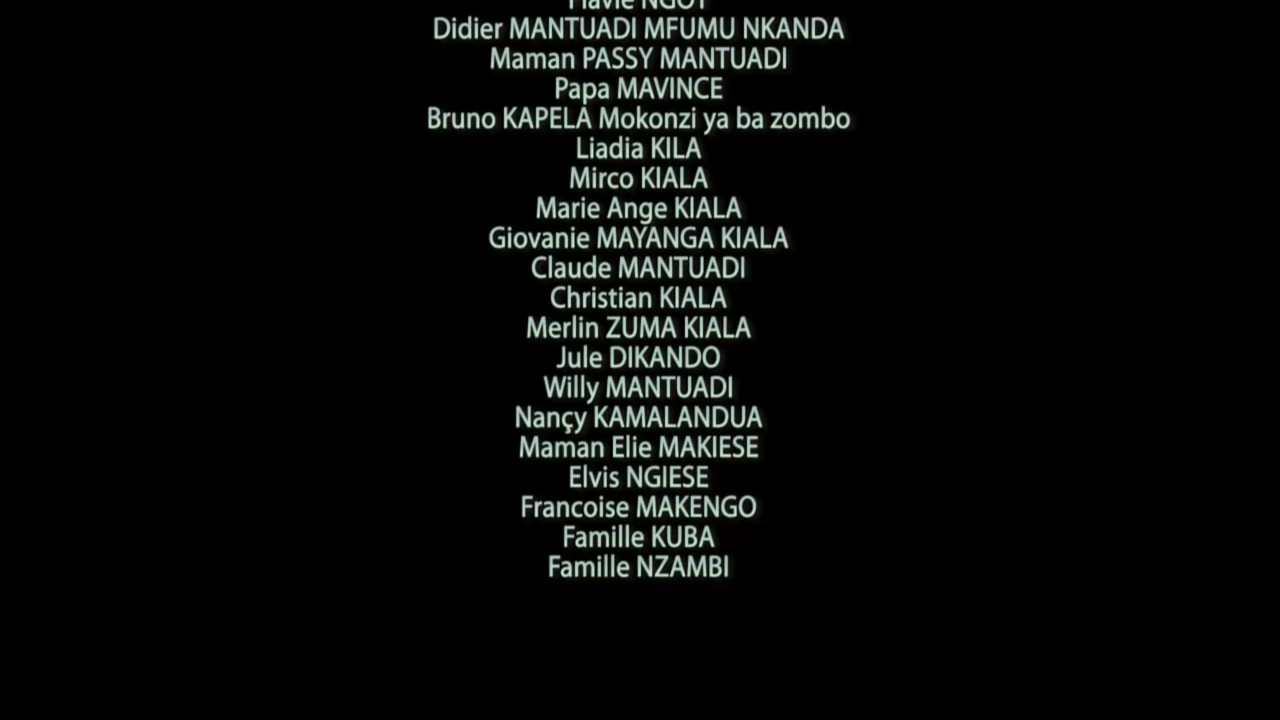 Flavie NGOT
Didier MANTUADI MFUMU NKANDA
Maman PASSY MANTUADI
Papa MAVINCE
Bruno KAPELA Mokonzi ya ba zombo
Liadia KILA
Mirco KIALA
Marie Ange KIALA
Giovanie MAYANGA KIALA
Claude MANTUADI
Christian KIALA
Merlin ZUMA KIALA
Jule DIKANDO
Willy MANTUADI
Nançy KAMALANDUA
Maman Elie MAKIESE
Elvis NGIESE
Francoise MAKENGO
Famille KUBA
Famille NZAMBI